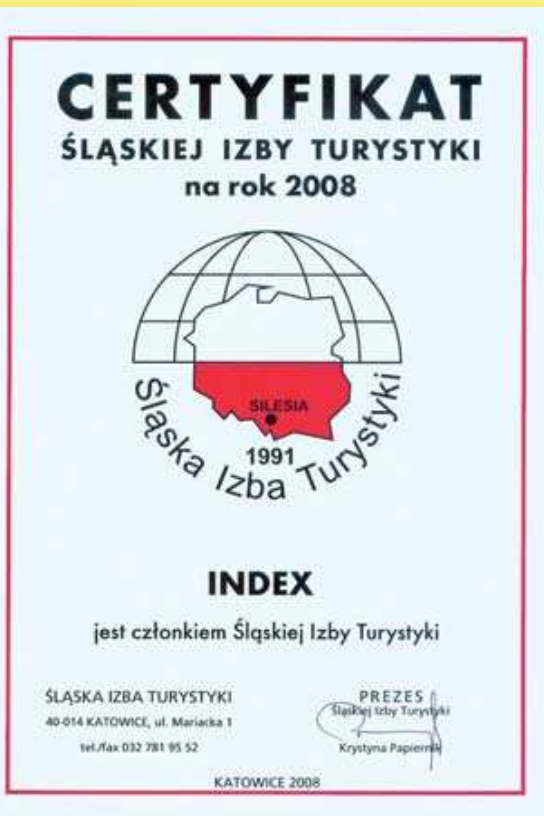 CERTYFIKAT
ŚLĄSKIEJ IZBY TURYSTYKI
na rok 2008
SILESIA
1991
Śląska Izba Turystyki
INDEX
jest członkiem Śląskiej Izby Turystyki
ŚLĄSKA IZBA TURYSTYKI
40-014 KATOWICE, ul. Mariacka 1
tel./fax 032 781 95 52
PREZES
Śląskiej Izby Turystyki
Krystyna Papiernik
KATOWICE 2008